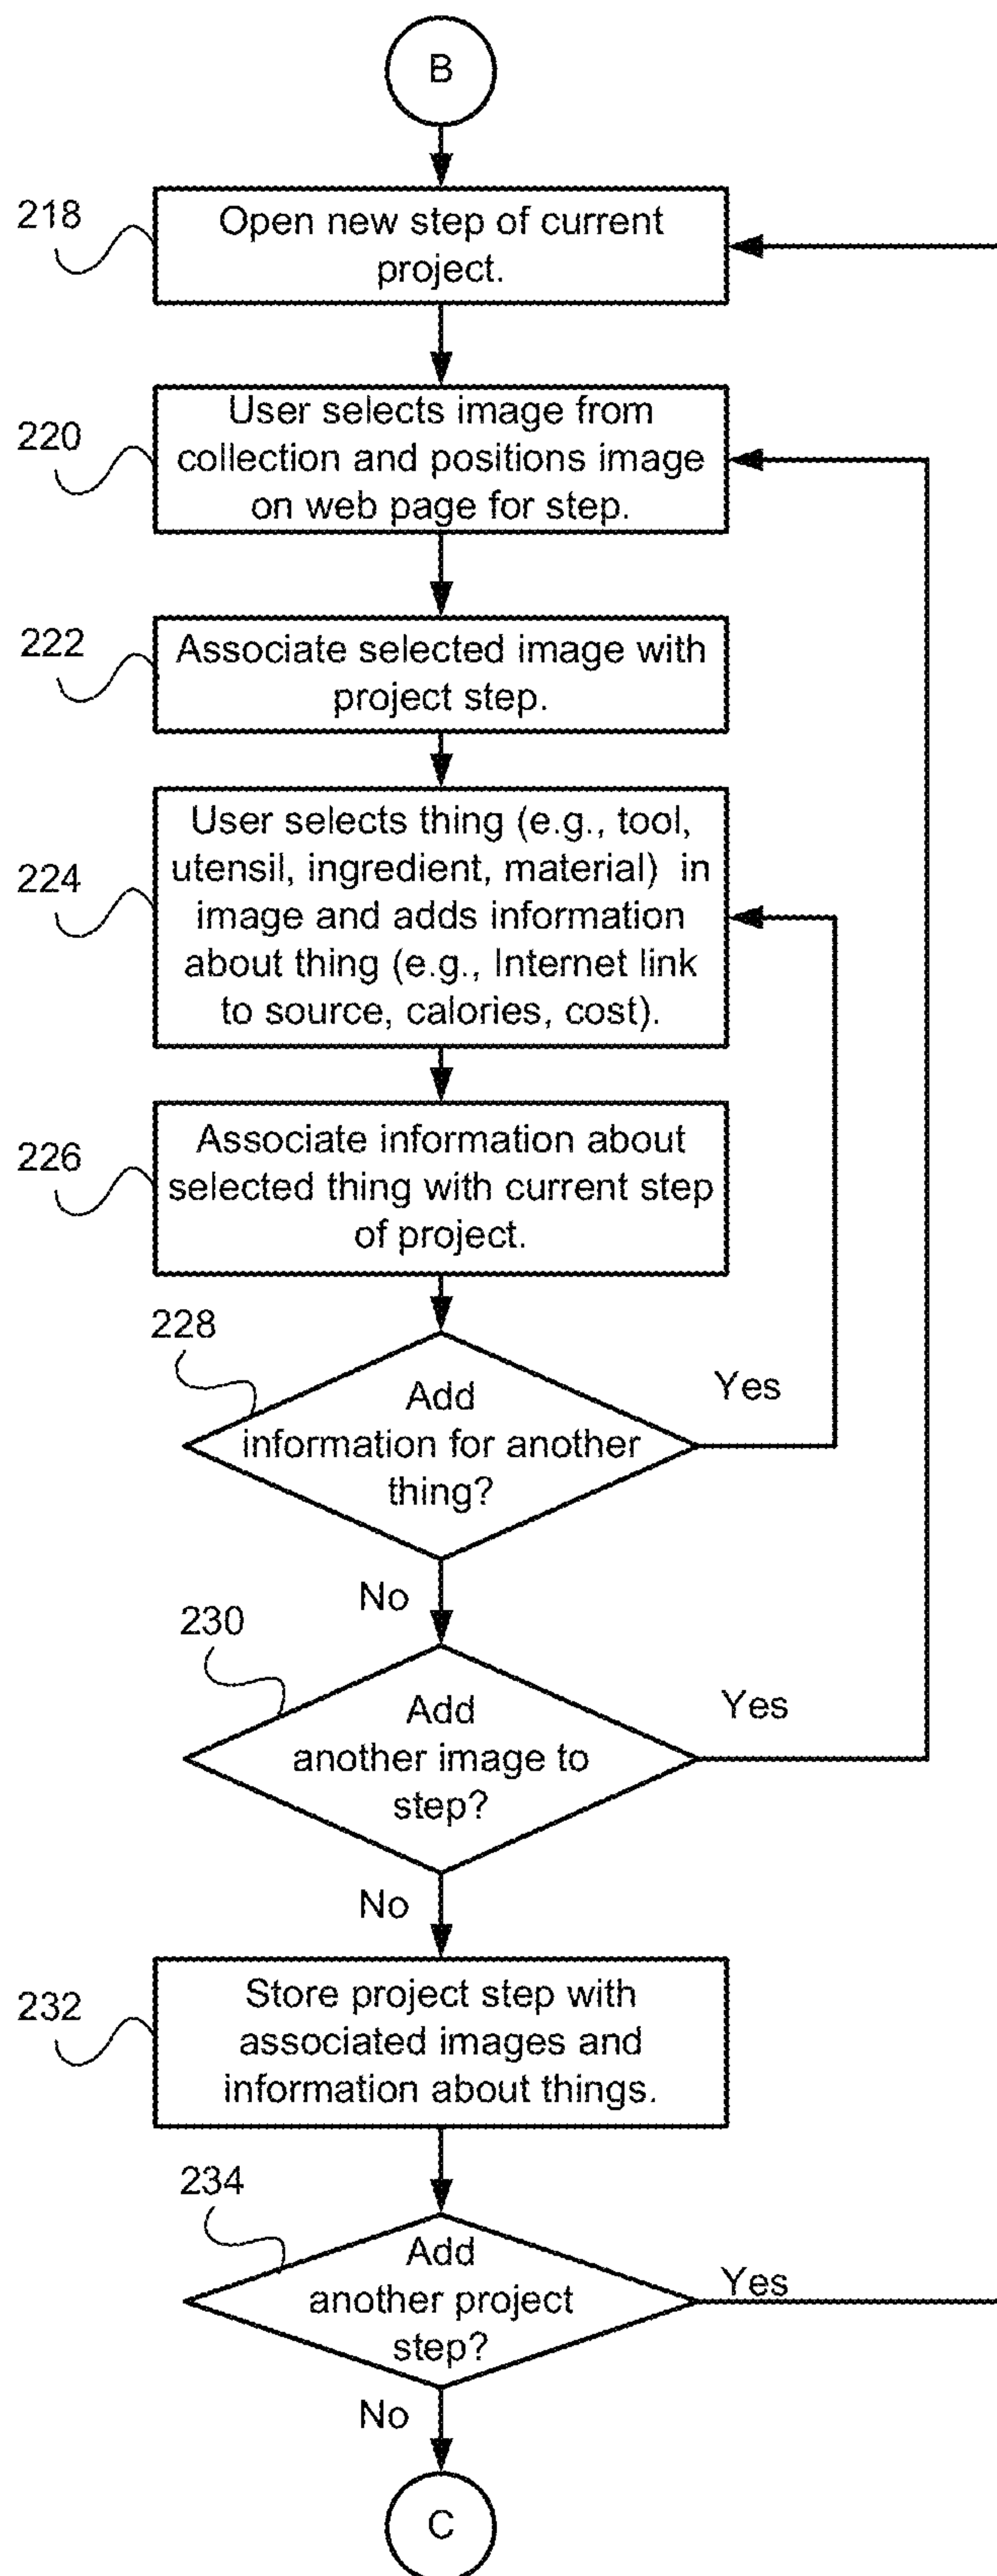 B
218
Open new step of current
project.
220
User selects image from
collection and positions image
on web page for step.
222
Associate selected image with
project step.
224
User selects thing (e.g., tool,
utensil, ingredient, material) in
image and adds information
about thing (e.g., Internet link
to source, calories, cost).
226
Associate information about
selected thing with current step
of project.
228
Add
information for another
thing?
Yes
No
230
Add
another image to
step?
Yes
No
232
Store project step with
associated images and
information about things.
234
Add
another project
step?
Yes
No
C